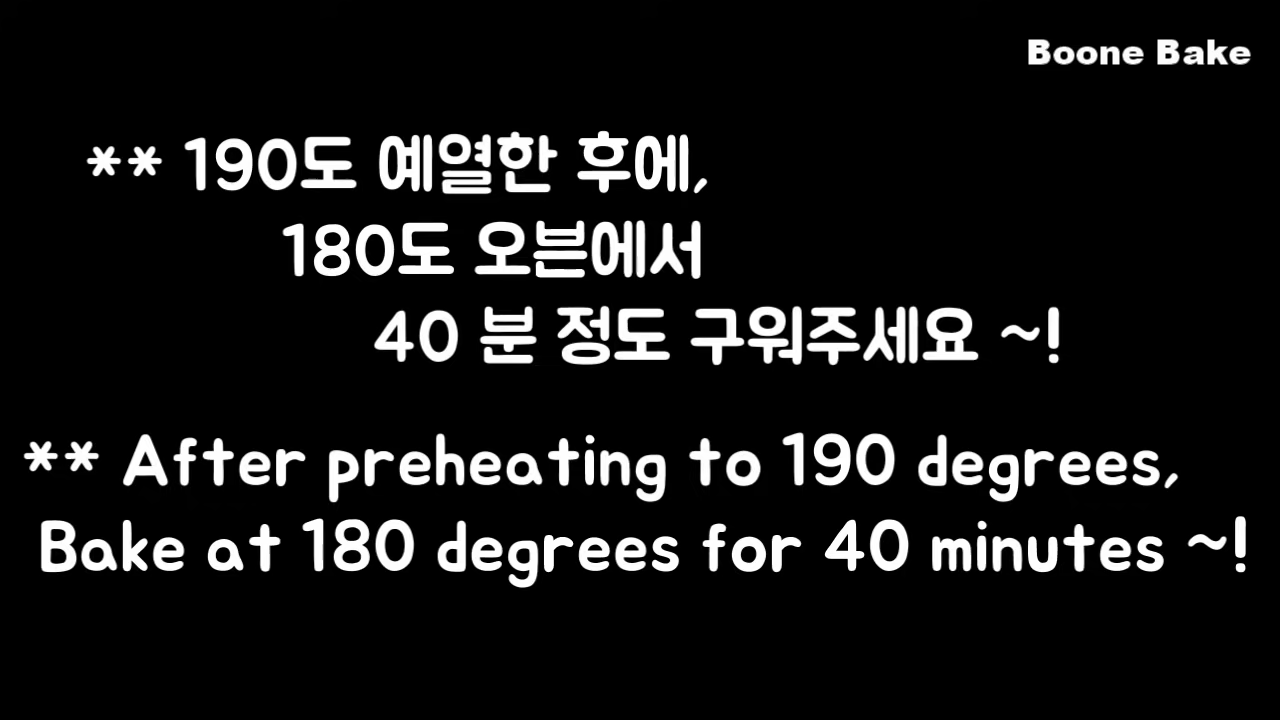 Boone Bake
** 190도 예열한 후에,
180도 오븐에서
40 분 정도 구워주세요 ~!
** After preheating to 190 degrees,
Bake at 180 degrees for 40 minutes ~!